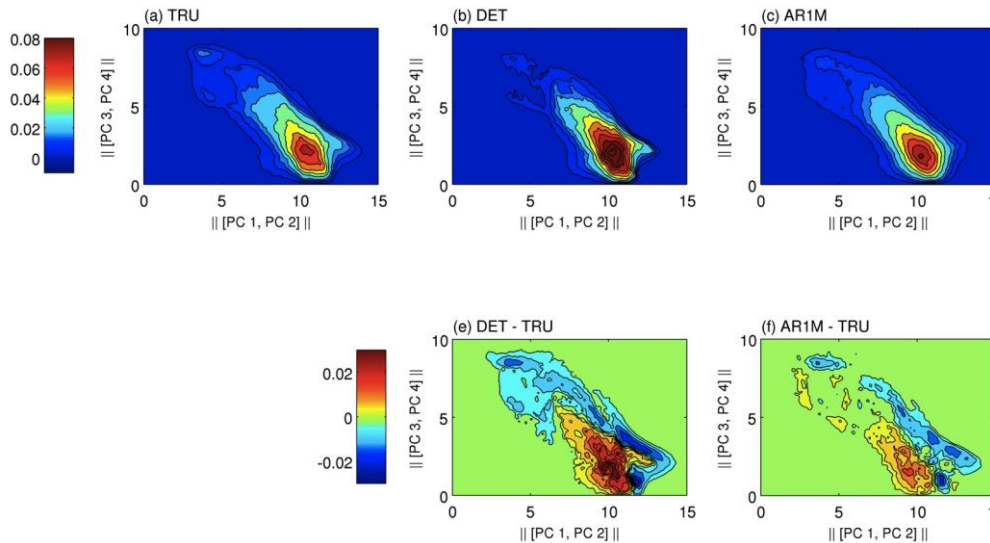 (a) TRU
(b) DET
(c) AR1M
0.08
0.06
0.04
0.02
0
|| [PC 3, PC 4] ||
10
5
0
0
5
10
15
|| [PC 1, PC 2] ||
|| [PC 3, PC 4] ||
10
5
0
0
5
10
15
|| [PC 1, PC 2] ||
|| [PC 3, PC 4] ||
10
5
0
0
5
10
15
|| [PC 1, PC 2] ||
(e) DET - TRU
(f) AR1M - TRU
0.02
0
-0.02
|| [PC 3, PC 4] ||
10
5
0
0
5
10
15
|| [PC 1, PC 2] ||
|| [PC 3, PC 4] ||
10
5
0
0
5
10
15
|| [PC 1, PC 2] ||